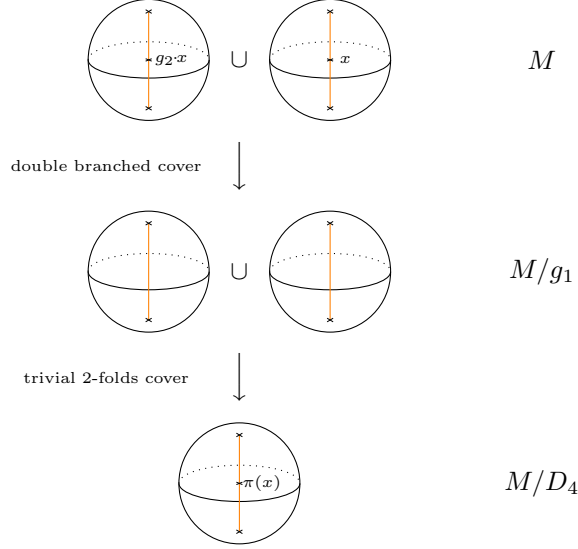 g₂·x ∪ x M
double branched cover
∪ M/g₁
trivial 2-folds cover
π(x) M/D₄